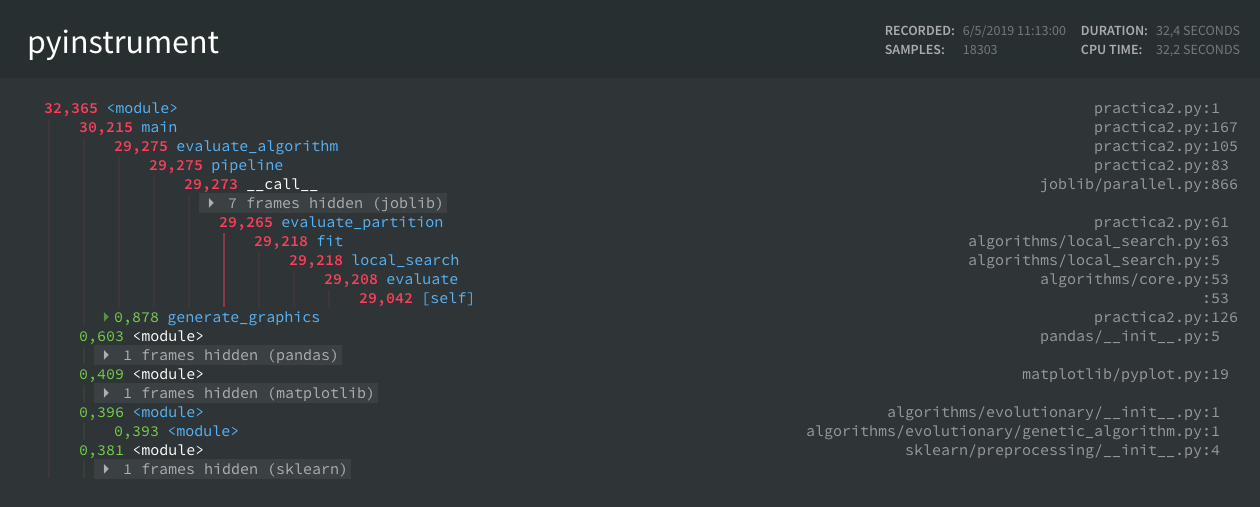 pyinstrument
RECORDED: 6/5/2019 11:13:00 DURATION: 32,4 SECONDS
SAMPLES: 18303 CPU TIME: 32,2 SECONDS
32,365 <module> practica2.py:1
30,215 main practica2.py:167
29,275 evaluate_algorithm practica2.py:105
29,275 pipeline practica2.py:83
29,273 __call__ joblib/parallel.py:866
7 frames hidden (joblib)
29,265 evaluate_partition practica2.py:61
29,218 fit algorithms/local_search.py:63
29,218 local_search algorithms/local_search.py:5
29,208 evaluate algorithms/core.py:53
29,042 [self] :53
0,878 generate_graphics practica2.py:126
0,603 <module> pandas/__init__.py:5
1 frames hidden (pandas)
0,409 <module> matplotlib/pyplot.py:19
1 frames hidden (matplotlib)
0,396 <module> algorithms/evolutionary/__init__.py:1
0,393 <module> algorithms/evolutionary/genetic_algorithm.py:1
0,381 <module> sklearn/preprocessing/__init__.py:4
1 frames hidden (sklearn)